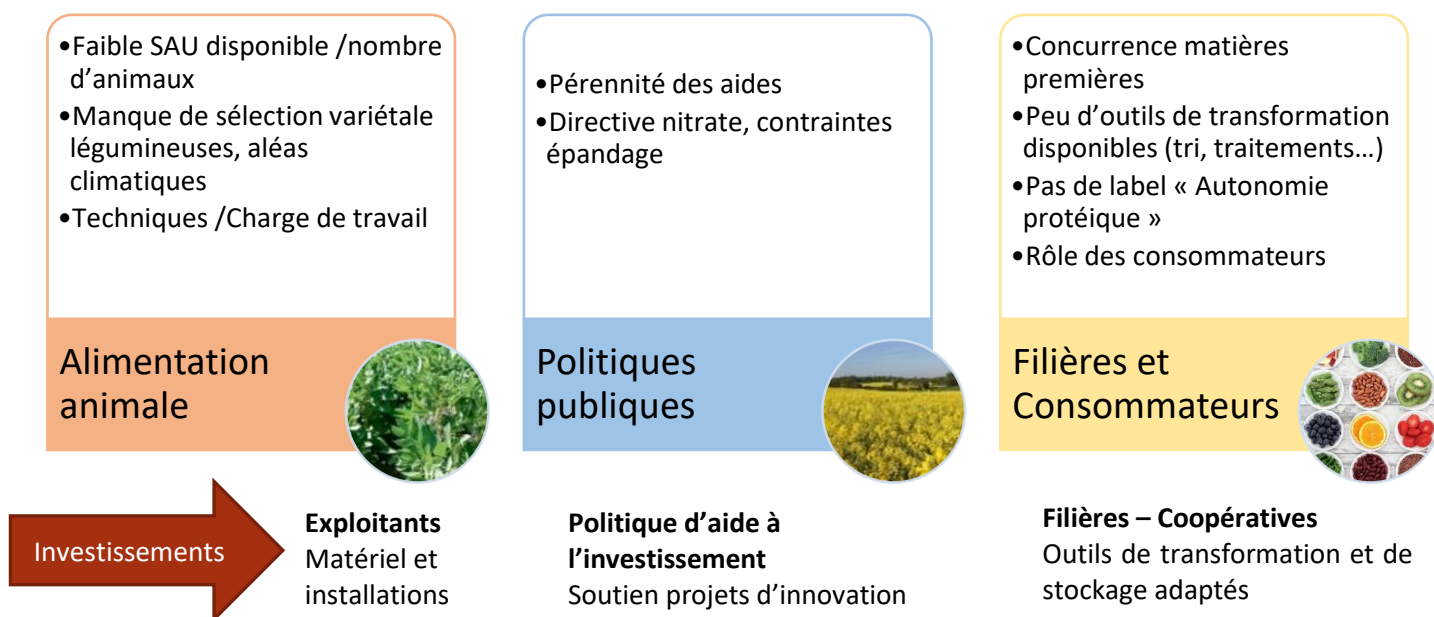 •Faible SAU disponible /nombre
d’animaux
•Manque de sélection variétale
légumineuses, aléas
climatiques
•Techniques /Charge de travail
Alimentation
animale
•Pérennité des aides
•Directive nitrate, contraintes
épandage
Politiques
publiques
•Concurrence matières
premières
•Peu d’outils de transformation
disponibles (tri, traitements…)
•Pas de label « Autonomie
protéique »
•Rôle des consommateurs
Filières et
Consommateurs
Investissements
Exploitants
Matériel et
installations
Politique d’aide à
l’investissement
Soutien projets d’innovation
Filières – Coopératives
Outils de transformation et de
stockage adaptés